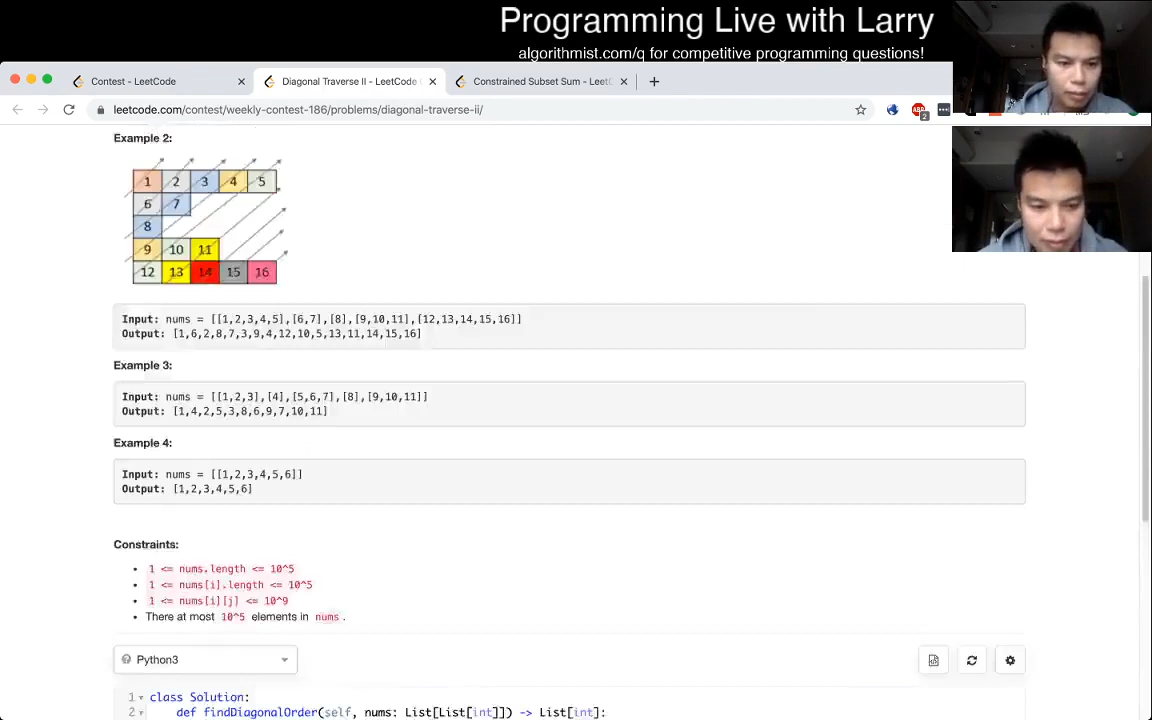 Programming Live with Larry
algorithmist.com/q for competitive programming questions!
Contest - LeetCode
Diagonal Traverse II - LeetCode
Constrained Subset Sum - LeetC
leetcode.com/contest/weekly-contest-186/problems/diagonal-traverse-ii/
ABP
2
Example 2:
1 2 3 4 5
6 7
8
9 10 11
12 13 14 15 16
Input: nums = [[1,2,3,4,5],[6,7],[8],[9,10,11],[12,13,14,15,16]]
Output: [1,6,2,8,7,3,9,4,12,10,5,13,11,14,15,16]
Example 3:
Input: nums = [[1,2,3],[4],[5,6,7],[8],[9,10,11]]
Output: [1,4,2,5,3,8,6,9,7,10,11]
Example 4:
Input: nums = [[1,2,3,4,5,6]]
Output: [1,2,3,4,5,6]
Constraints:
1 <= nums.length <= 10^5
1 <= nums[i].length <= 10^5
1 <= nums[i][j] <= 10^9
There at most 10^5 elements in nums.
Python3
1 class Solution:
2 def findDiagonalOrder(self, nums: List[List[int]]) -> List[int]: